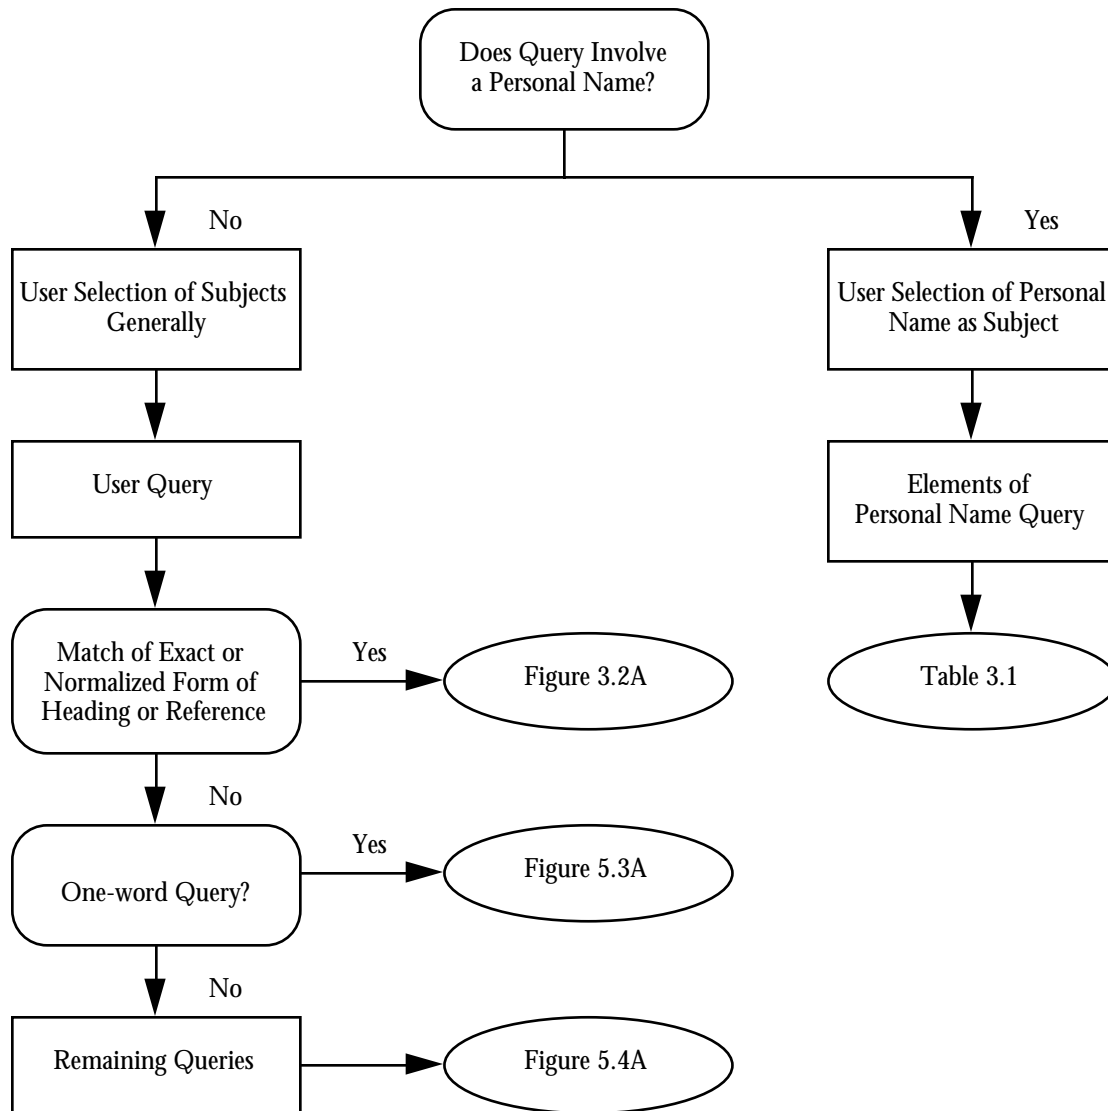 Does Query Involve
a Personal Name?
No
Yes
User Selection of Subjects
Generally
User Selection of Personal
Name as Subject
User Query
Elements of
Personal Name Query
Match of Exact or
Normalized Form of
Heading or Reference
Yes
Figure 3.2A
Table 3.1
No
One-word Query?
Yes
Figure 5.3A
No
Remaining Queries
Figure 5.4A